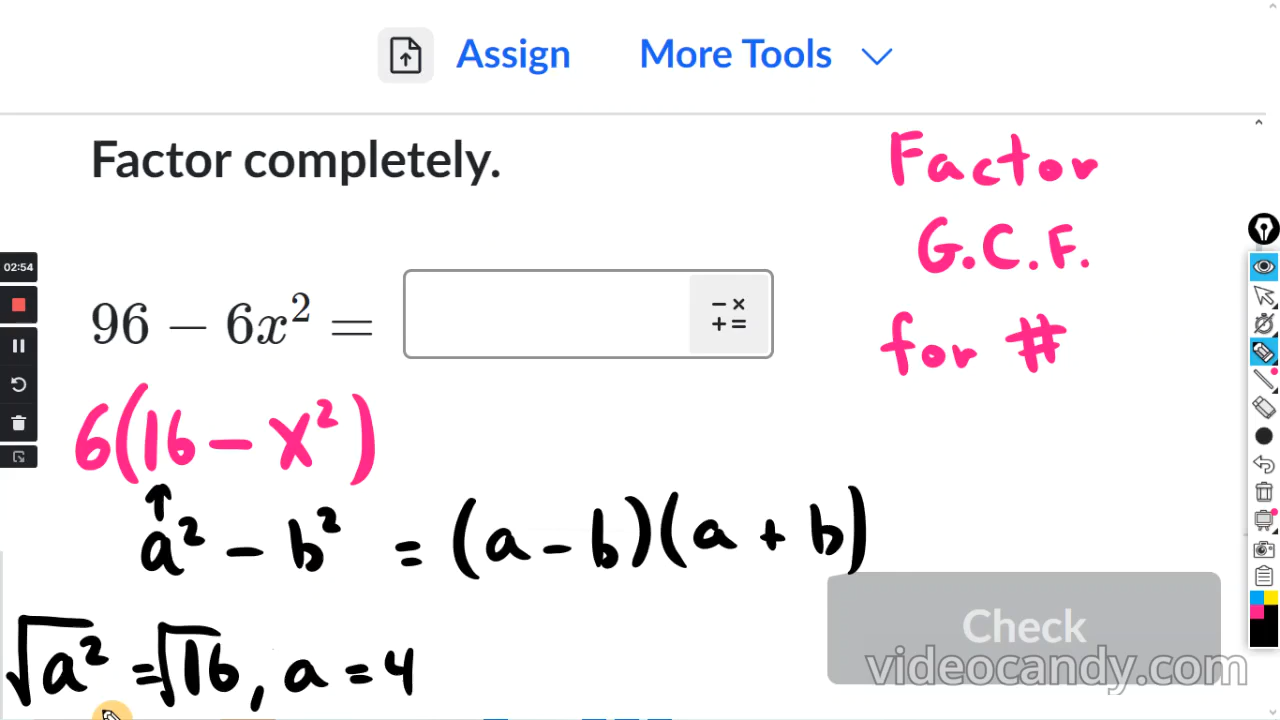 Assign More Tools
Factor completely.
Factor
G.C.F.
for #
02:54
96 − 6x² =
− ×
+ =
6(16 − x²)
↑
a² − b² = (a − b)(a + b)
√a² = √16, a = 4
Check
videocandy.com